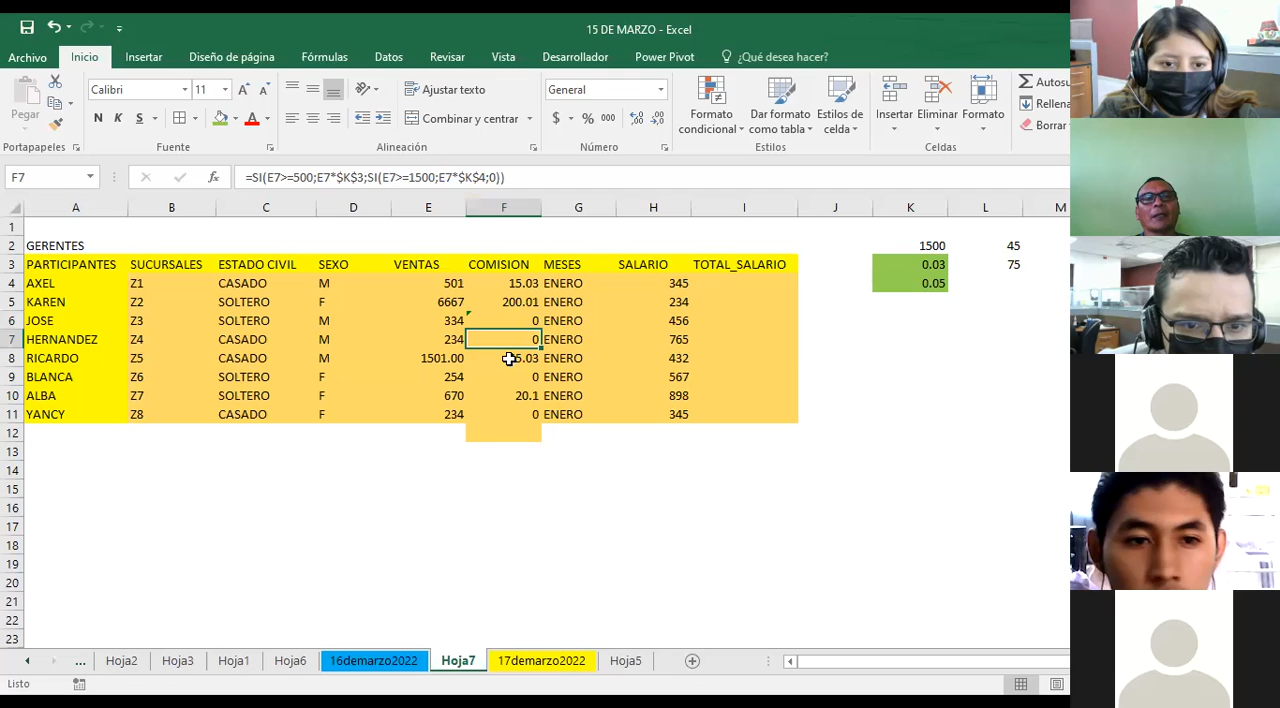 15 DE MARZO - Excel
Archivo Inicio Insertar Diseño de página Fórmulas Datos Revisar Vista Desarrollador Power Pivot ¿Qué desea hacer?
Pegar
Calibri 11 Ajustar texto General Autosu
N K S Combinar y centrar $ % 000 Formato condicional Dar formato como tabla Estilos de celda Insertar Eliminar Formato Rellena
Borrar
Portapapeles Fuente Alineación Número Estilos Celdas
F7 fx =SI(E7>=500;E7*$K$3;SI(E7>=1500;E7*$K$4;0))
A B C D E F G H I J K L M
1
2 GERENTES 1500 45
3 PARTICIPANTES SUCURSALES ESTADO CIVIL SEXO VENTAS COMISION MESES SALARIO TOTAL_SALARIO 0.03 75
4 AXEL Z1 CASADO M 501 15.03 ENERO 345 0.05
5 KAREN Z2 SOLTERO F 6667 200.01 ENERO 234
6 JOSE Z3 SOLTERO M 334 0 ENERO 456
7 HERNANDEZ Z4 CASADO M 234 0 ENERO 765
8 RICARDO Z5 CASADO M 1501.00 5.03 ENERO 432
9 BLANCA Z6 CASADO F 254 0 ENERO 567
10 ALBA Z7 SOLTERO F 670 20.1 ENERO 898
11 YANCY Z8 CASADO F 234 0 ENERO 345
12
13
14
15
16
17
18
19
20
21
22
23
... Hoja2 Hoja3 Hoja1 Hoja6 16demarzo2022 Hoja7 17demarzo2022 Hoja5
Listo